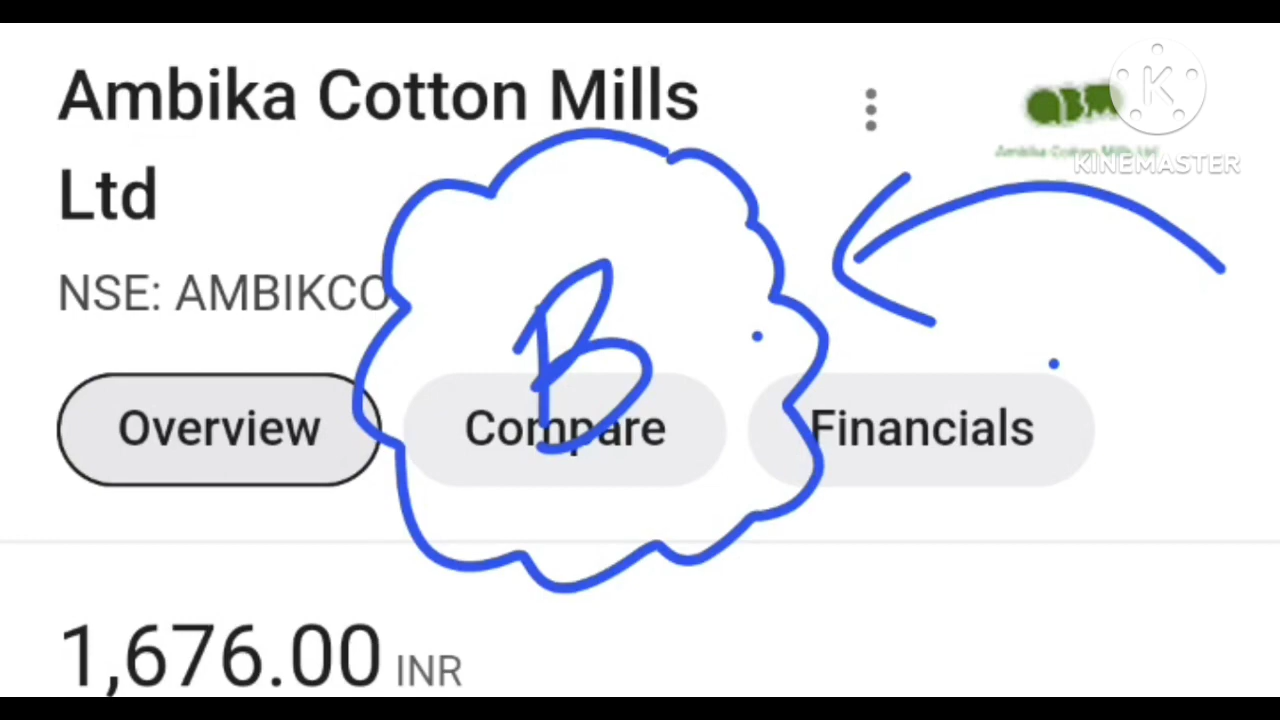 Ambika Cotton Mills
Ltd
KINEMASTER
NSE: AMBIKCO
B
Overview
Compare
Financials
1,676.00 INR